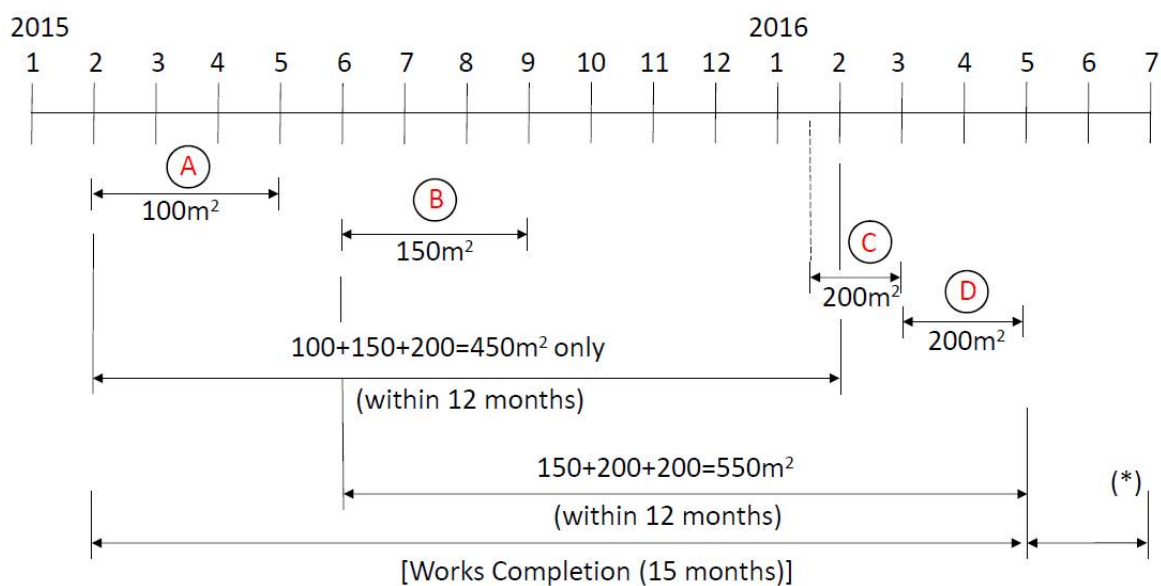 2015 2016
1 2 3 4 5 6 7 8 9 10 11 12 1 2 3 4 5 6 7
A
100m²
B
150m²
C
200m²
D
200m²
100+150+200=450m² only
(within 12 months)
150+200+200=550m²
(*)
(within 12 months)
[Works Completion (15 months)]